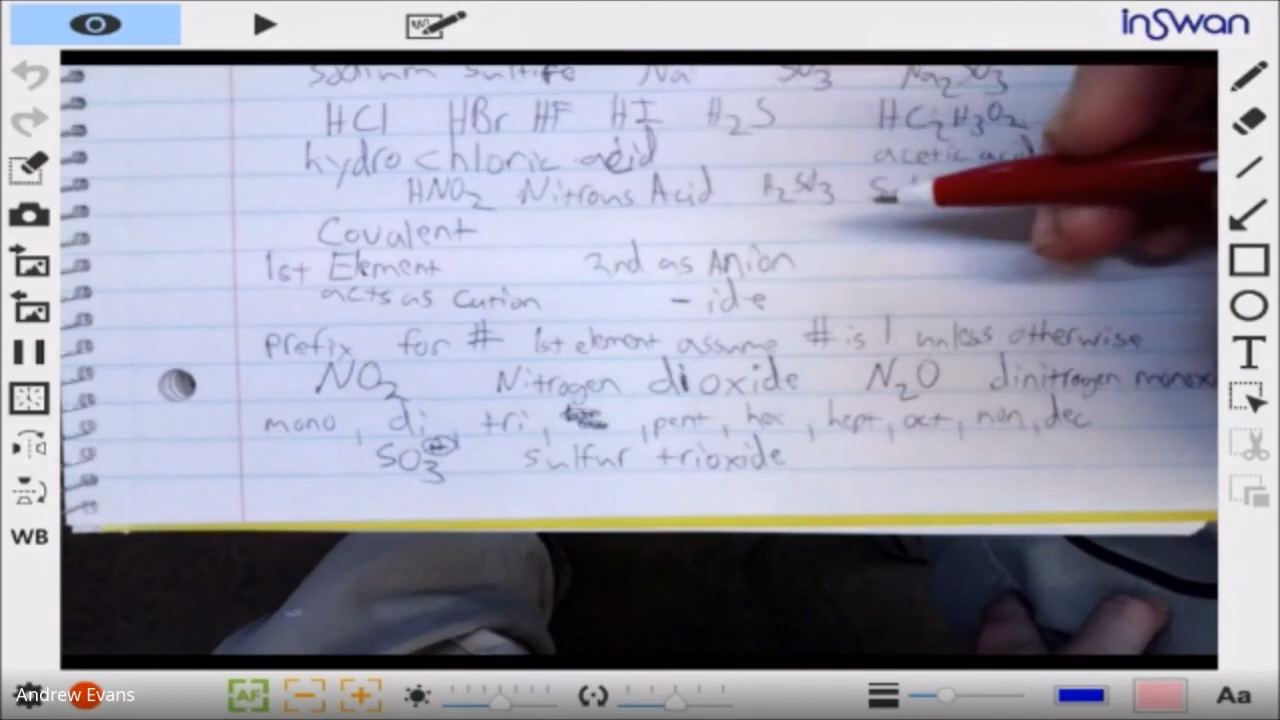 inSwan
Sodium Sulfite Na SO3 Na2SO3
HCl HBr HF HI H2S HC2H3O2
hydrochloric acid acetic acid
HNO2 Nitrous Acid H2SO3
Covalent
1st Element 2nd as Anion
acts as Cation - ide
prefix for # 1st element assume # is 1 unless otherwise
NO2 Nitrogen dioxide N2O dinitrogen monox
mono, di, tri, , pent, hex, hept, oct, non, dec
SO3 sulfur trioxide
WB
T
Andrew Evans
AF
Aa